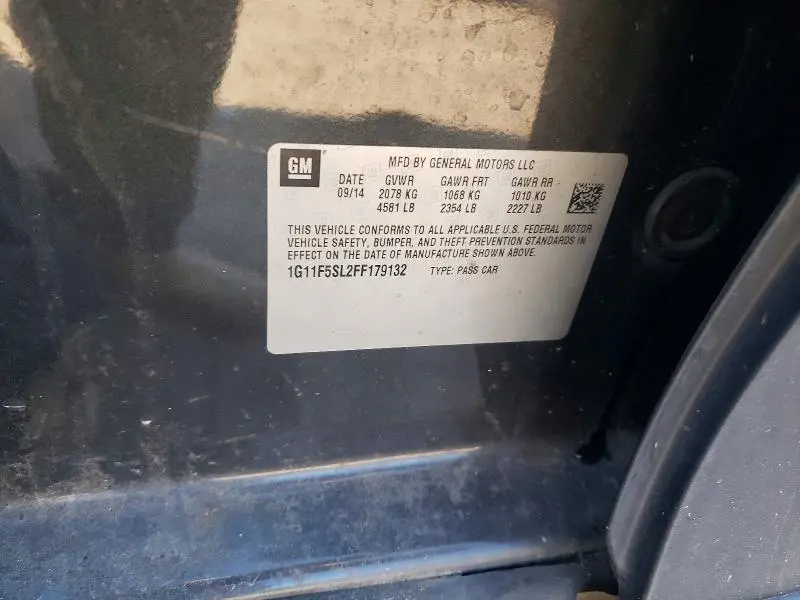 GM
MFD BY GENERAL MOTORS LLC
DATE GVWR GAWR FRT GAWR RR
09/14 2078 KG 1068 KG 1010 KG
4581 LB 2354 LB 2227 LB
THIS VEHICLE CONFORMS TO ALL APPLICABLE U.S. FEDERAL MOTOR
VEHICLE SAFETY, BUMPER, AND THEFT PREVENTION STANDARDS IN
EFFECT ON THE DATE OF MANUFACTURE SHOWN ABOVE.
1G11F5SL2FF179132 TYPE: PASS CAR